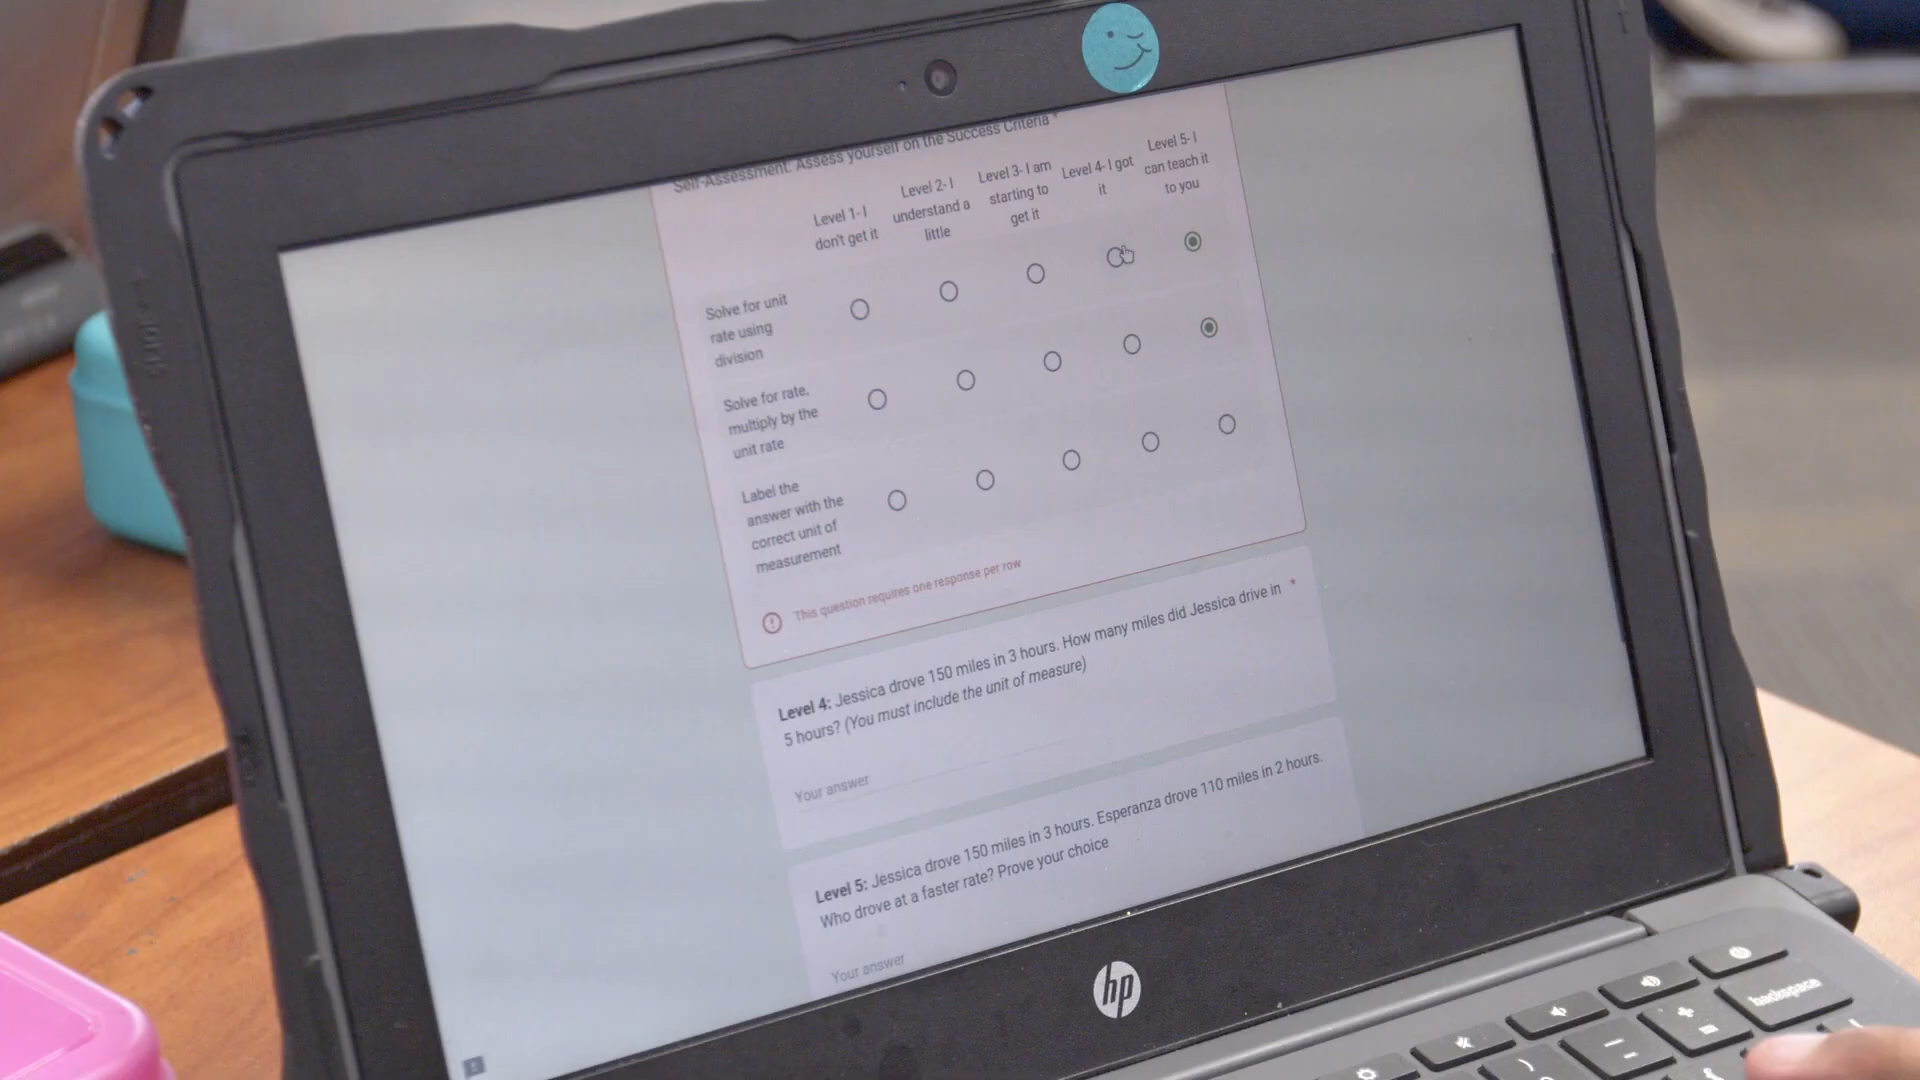 Self-Assessment: Assess yourself on the Success Criteria *
Level 1- I
don't get it
Level 2- I
understand a
little
Level 3- I am
starting to
get it
Level 4- I got
it
Level 5- I
can teach it
to you
Solve for unit
rate using
division
Solve for rate,
multiply by the
unit rate
Label the
answer with the
correct unit of
measurement
This question requires one response per row
Level 4: Jessica drove 150 miles in 3 hours. How many miles did Jessica drive in *
5 hours? (You must include the unit of measure)
Your answer
Level 5: Jessica drove 150 miles in 3 hours. Esperanza drove 110 miles in 2 hours.
Who drove at a faster rate? Prove your choice
Your answer
hp
backspace